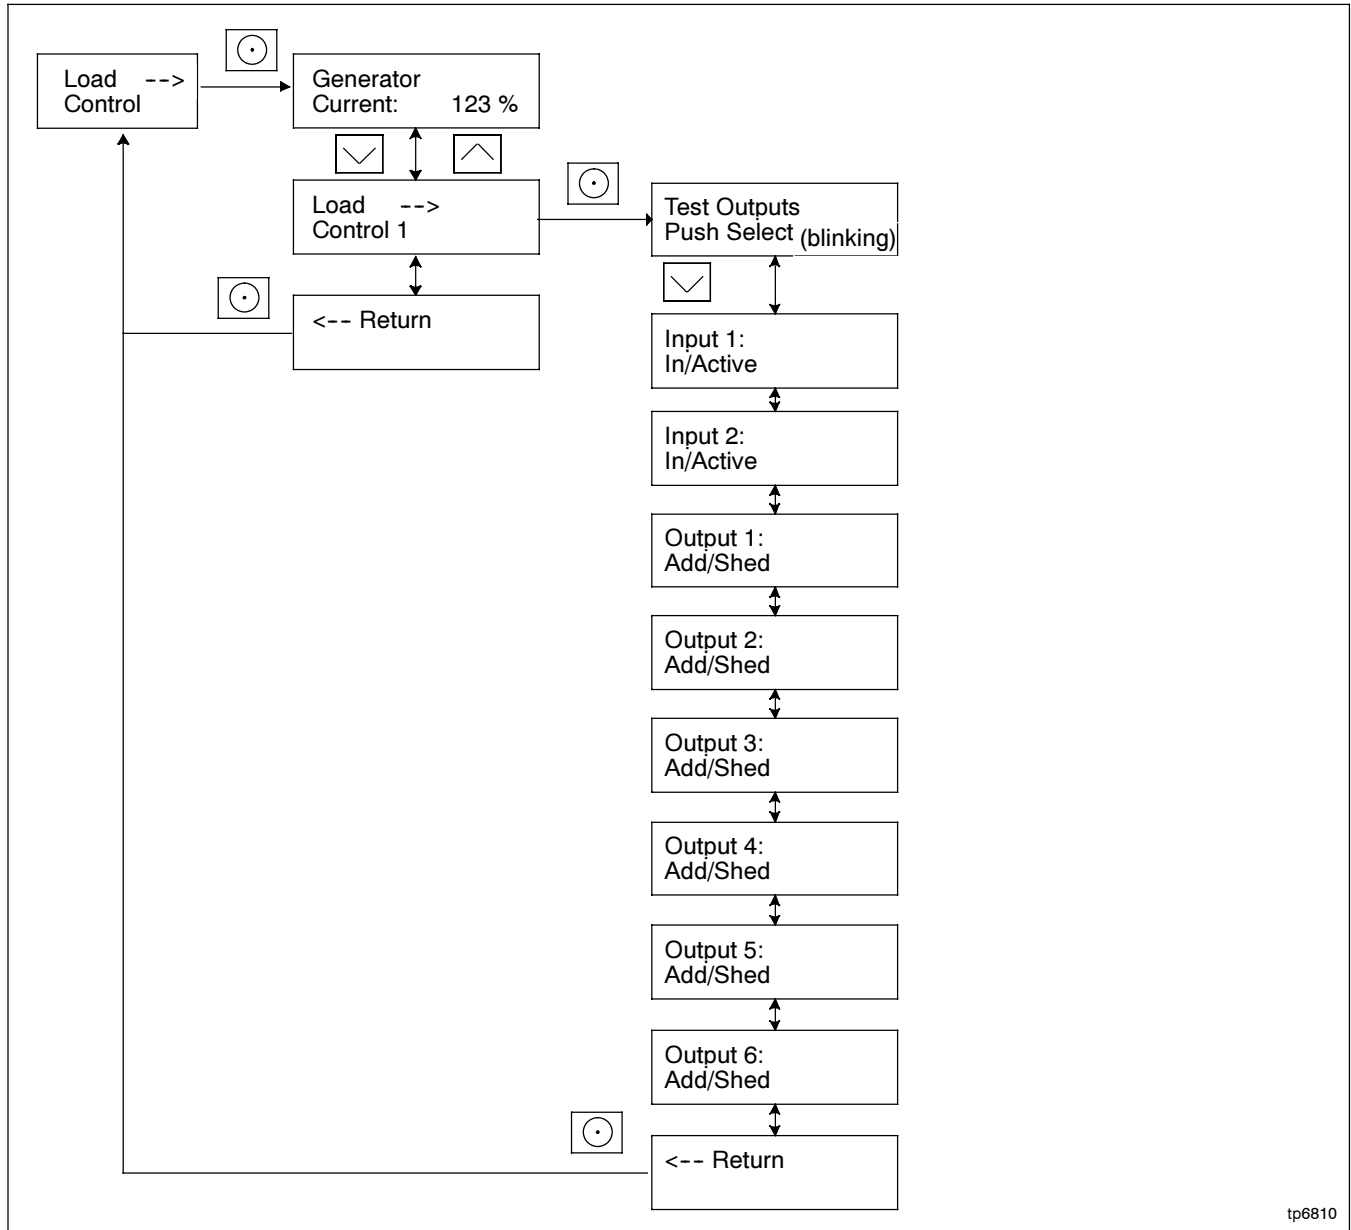 Load -->
Control
Generator
Current: 123 %
Load -->
Control 1
<-- Return
Test Outputs
Push Select (blinking)
Input 1:
In/Active
Input 2:
In/Active
Output 1:
Add/Shed
Output 2:
Add/Shed
Output 3:
Add/Shed
Output 4:
Add/Shed
Output 5:
Add/Shed
Output 6:
Add/Shed
<-- Return
tp6810